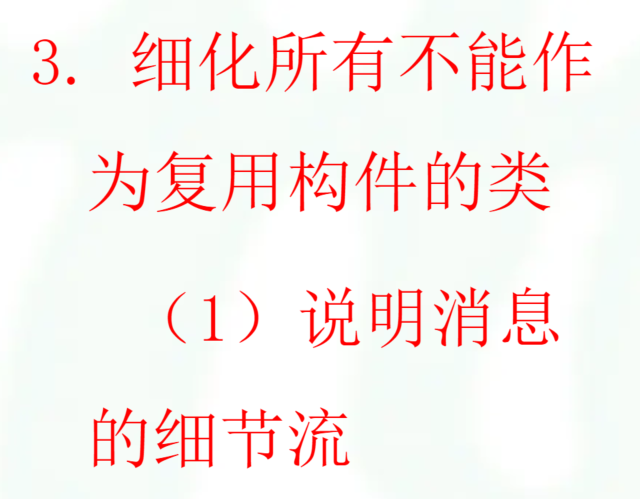 3. 细化所有不能作
为复用构件的类
（1）说明消息
的细节流